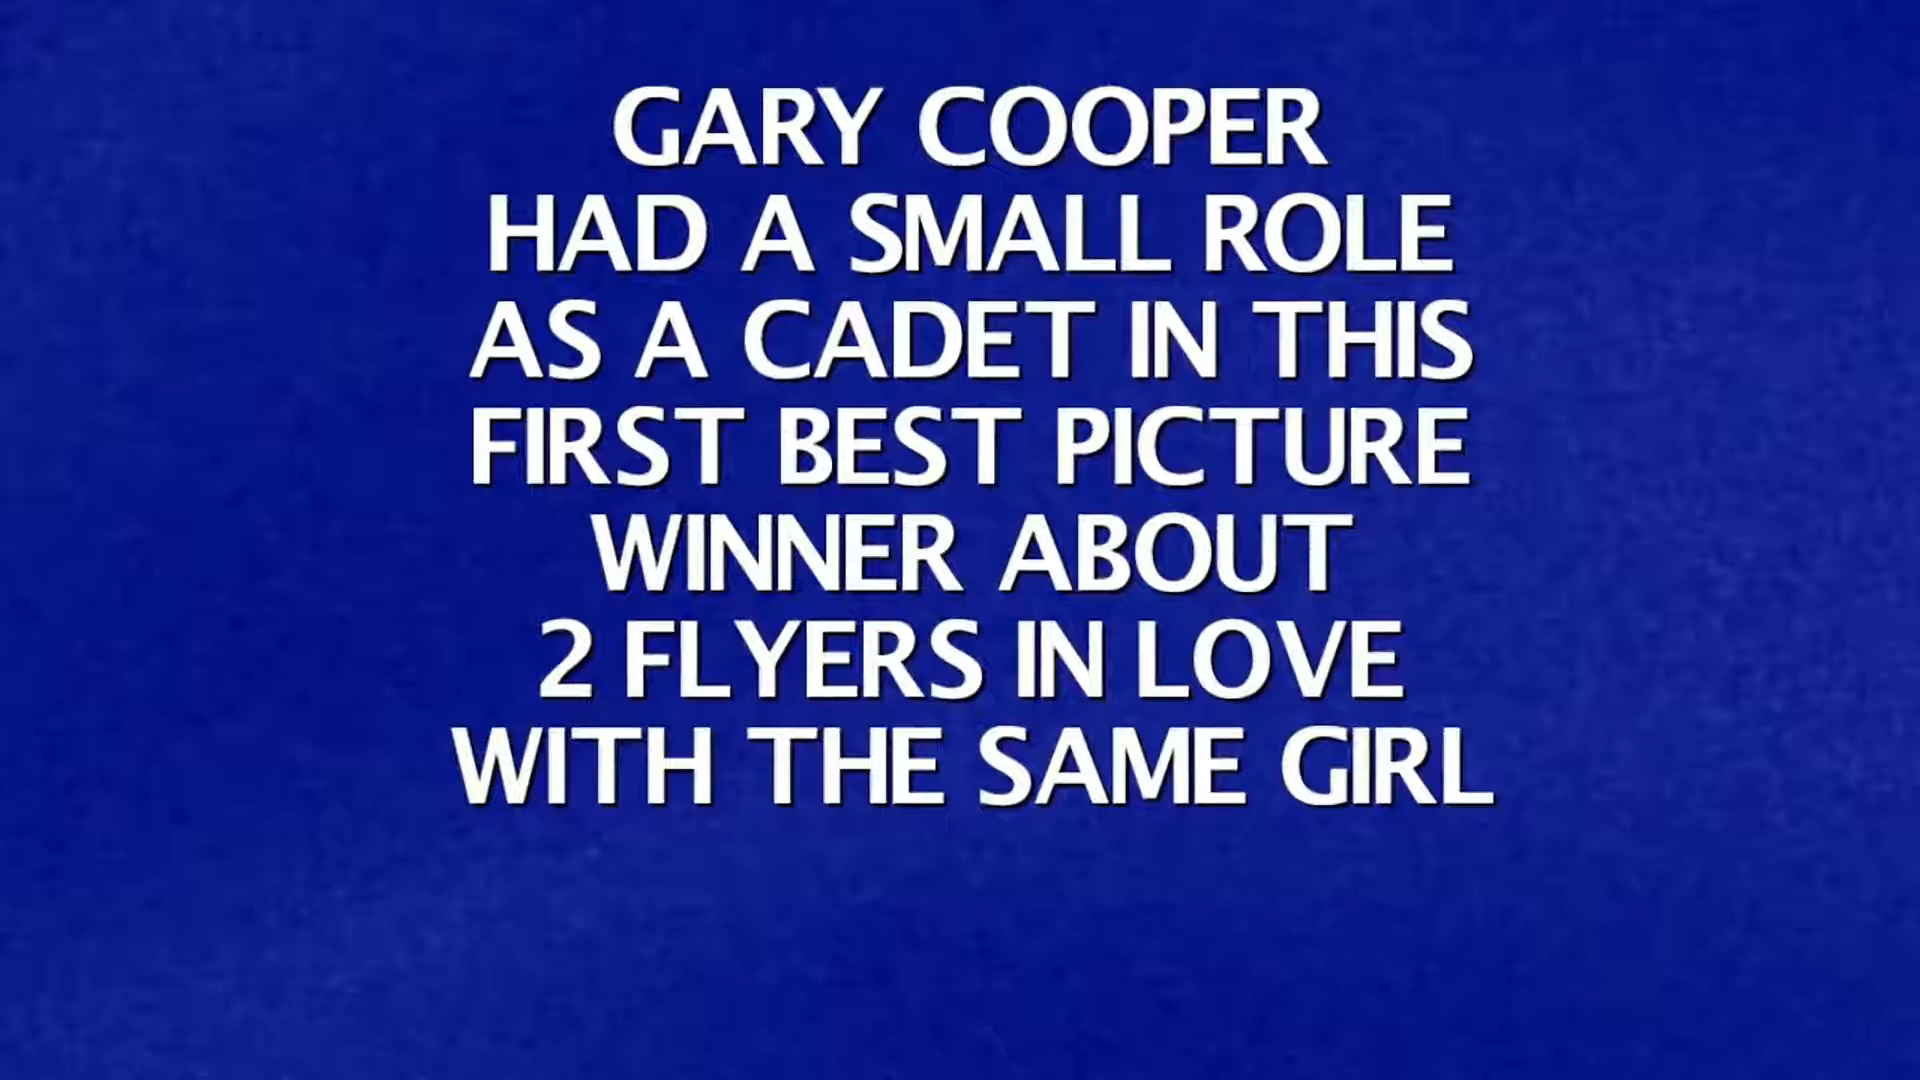 GARY COOPER
HAD A SMALL ROLE
AS A CADET IN THIS
FIRST BEST PICTURE
WINNER ABOUT
2 FLYERS IN LOVE
WITH THE SAME GIRL